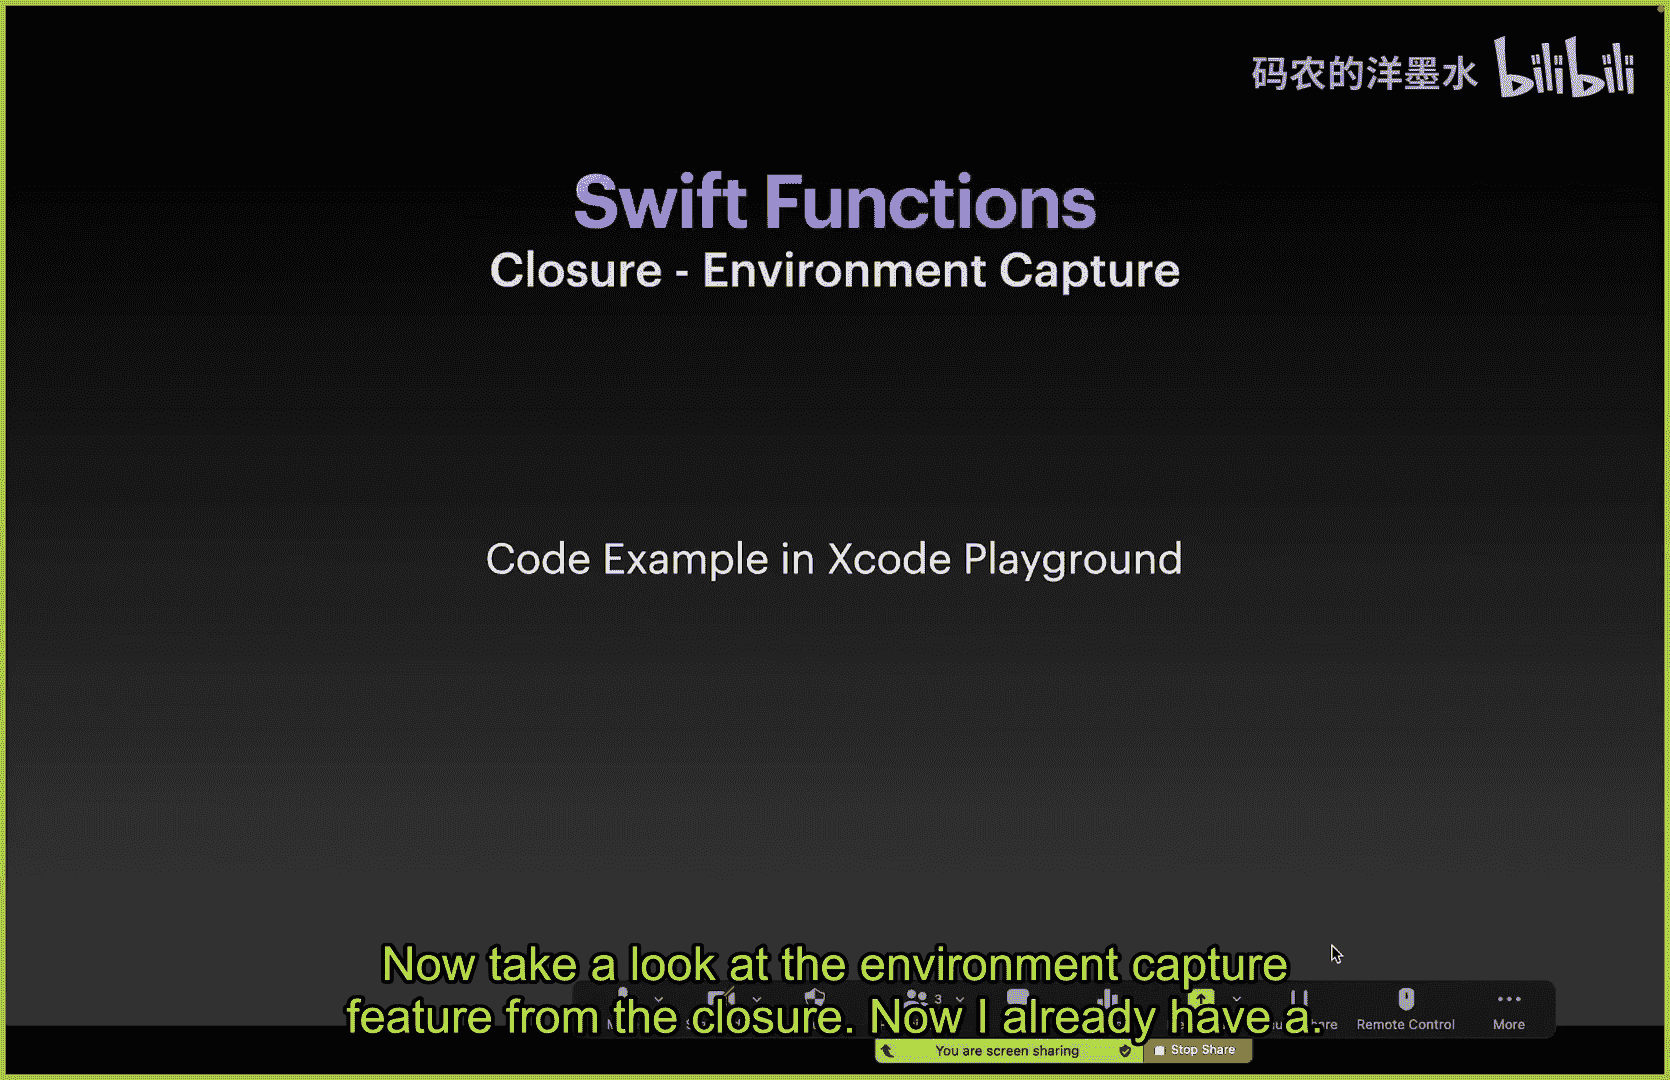 码农的洋墨水 bilibili
Swift Functions
Closure - Environment Capture
Code Example in Xcode Playground
Now take a look at the environment capture
feature from the closure. Now I already have a.
3
Remote Control
More
You are screen sharing
Stop Share